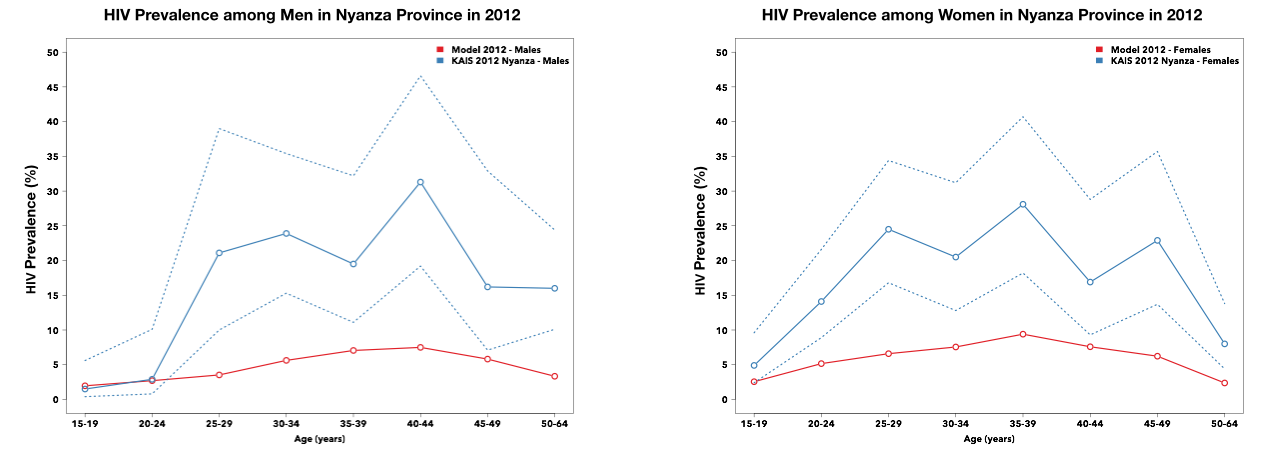 HIV Prevalence among Men in Nyanza Province in 2012
Model 2012 - Males
KAIS 2012 Nyanza - Males
HIV Prevalence (%)
50
45
40
35
30
25
20
15
10
5
0
15-19 20-24 25-29 30-34 35-39 40-44 45-49 50-64
Age (years)
HIV Prevalence among Women in Nyanza Province in 2012
Model 2012 - Females
KAIS 2012 Nyanza - Females
HIV Prevalence (%)
50
45
40
35
30
25
20
15
10
5
0
15-19 20-24 25-29 30-34 35-39 40-44 45-49 50-64
Age (years)